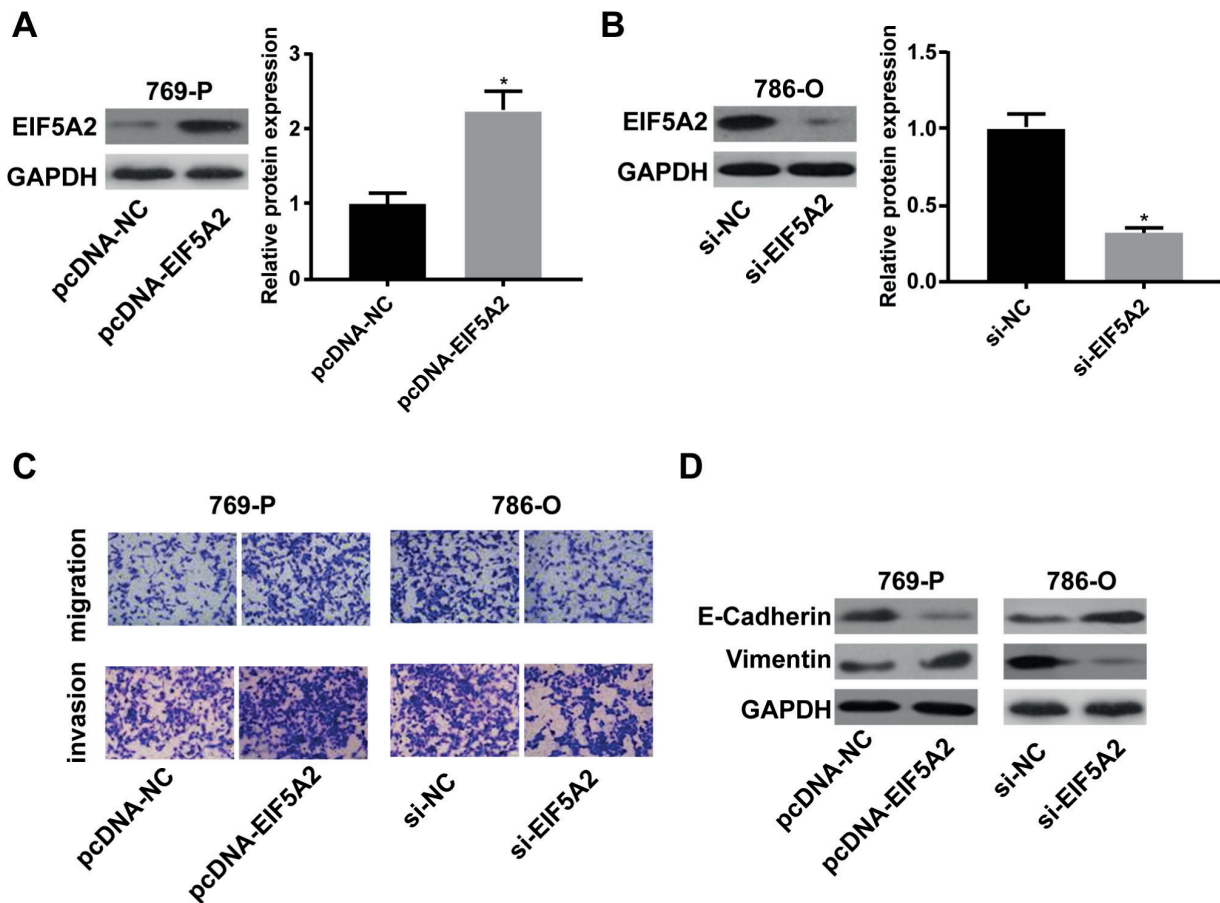 A
769-P
EIF5A2
GAPDH
pcDNA-NC
pcDNA-EIF5A2
Relative protein expression
3
2
1
0
*
pcDNA-NC
pcDNA-EIF5A2
B
786-O
EIF5A2
GAPDH
si-NC
si-EIF5A2
Relative protein expression
1.5
1.0
0.5
0.0
*
si-NC
si-EIF5A2
C
769-P
786-O
migration
invasion
pcDNA-NC
pcDNA-EIF5A2
si-NC
si-EIF5A2
D
769-P
786-O
E-Cadherin
Vimentin
GAPDH
pcDNA-NC
pcDNA-EIF5A2
si-NC
si-EIF5A2